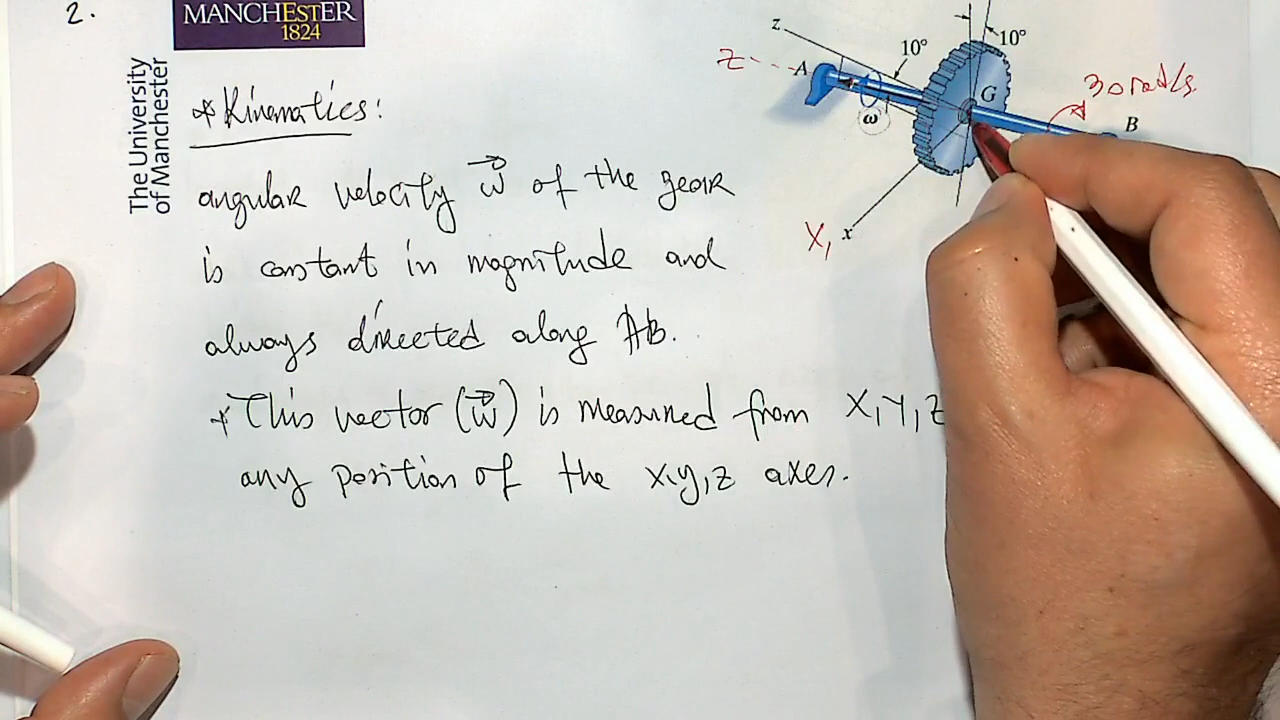 2.
MANCHESTER
1824
The University
of Manchester
* Kinematics:
angular velocity ω⃗ of the gear
is constant in magnitude and
always directed along AB.
* This vector (ω⃗) is measured from X,Y,Z
any position of the x,y,z axes.
z
10°
10°
Z
A
G
30 rad/s
ω
B
X, x